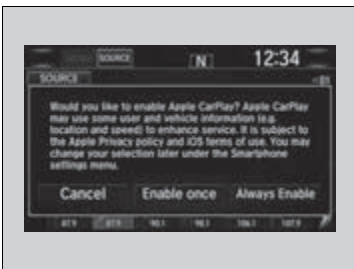 SOURCE
N 12:34
SOURCE
Would you like to enable Apple CarPlay? Apple CarPlay
may use some user and vehicle information (e.g.
location and speed) to enhance service. It is subject to
the Apple Privacy policy and iOS terms of use. You may
change your selection later under the Smartphone
settings menu.
Cancel Enable once Always Enable
87.9 87.9 90.1 98.1 106.1 107.9